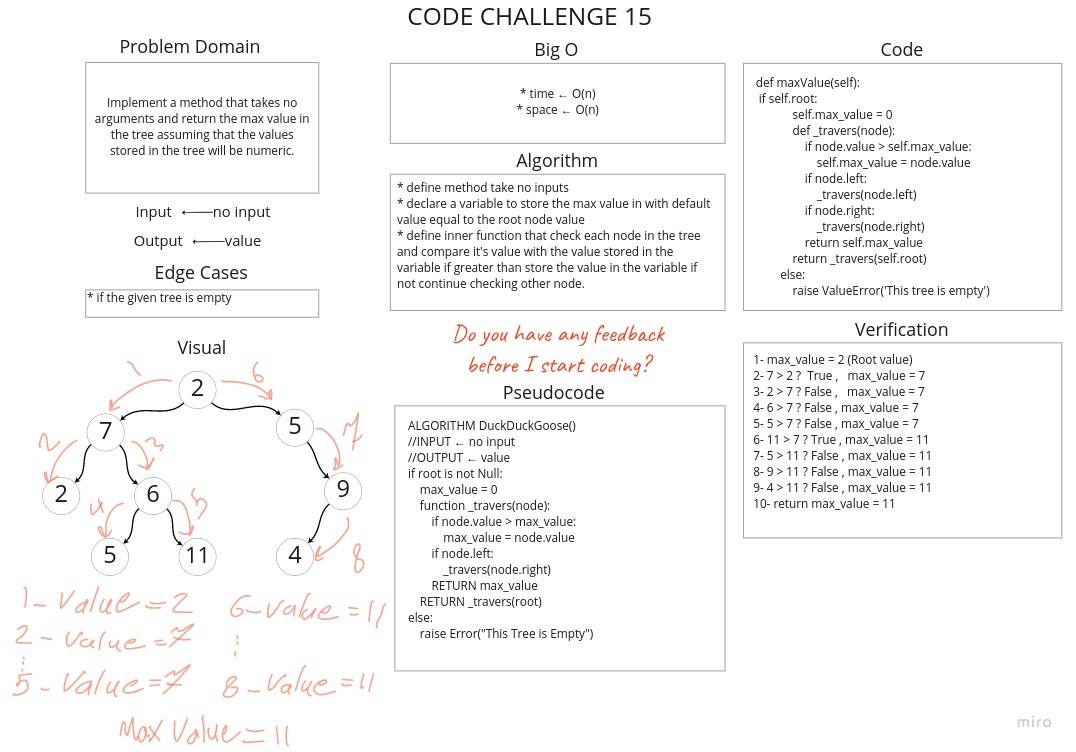 CODE CHALLENGE 15
Problem Domain
Implement a method that takes no
arguments and return the max value in
the tree assuming that the values
stored in the tree will be numeric.
Input ←—no input
Output ←—value
Edge Cases
* if the given tree is empty
Visual
1
6
2
7
5
2
3
7
2
6
9
4
5
5
11
4
8
1- Value = 2
2 - Value = 7
⋮
5 - Value = 7
6- Value = 11
⋮
8 - Value = 11
Max Value = 11
Big O
* time ← O(n)
* space ← O(n)
Algorithm
* define method take no inputs
* declare a variable to store the max value in with default
value equal to the root node value
* define inner function that check each node in the tree
and compare it's value with the value stored in the
variable if greater than store the value in the variable if
not continue checking other node.
Do you have any feedback
before I start coding?
Pseudocode
ALGORITHM DuckDuckGoose()
//INPUT ← no input
//OUTPUT ← value
if root is not Null:
max_value = 0
function _travers(node):
if node.value > max_value:
max_value = node.value
if node.left:
_travers(node.right)
RETURN max_value
RETURN _travers(root)
else:
raise Error("This Tree is Empty")
Code
def maxValue(self):
if self.root:
self.max_value = 0
def _travers(node):
if node.value > self.max_value:
self.max_value = node.value
if node.left:
_travers(node.left)
if node.right:
_travers(node.right)
return self.max_value
return _travers(self.root)
else:
raise ValueError('This tree is empty')
Verification
1- max_value = 2 (Root value)
2- 7 > 2 ? True , max_value = 7
3- 2 > 7 ? False , max_value = 7
4- 6 > 7 ? False , max_value = 7
5- 5 > 7 ? False , max_value = 7
6- 11 > 7 ? True , max_value = 11
7- 5 > 11 ? False , max_value = 11
8- 9 > 11 ? False , max_value = 11
9- 4 > 11 ? False , max_value = 11
10- return max_value = 11
miro